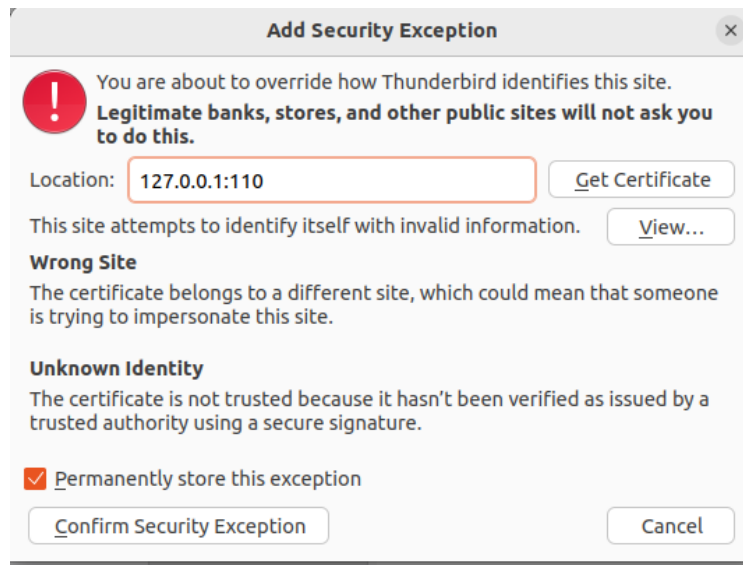 Add Security Exception
You are about to override how Thunderbird identifies this site.
Legitimate banks, stores, and other public sites will not ask you
to do this.
Location: 127.0.0.1:110 Get Certificate
This site attempts to identify itself with invalid information. View...
Wrong Site
The certificate belongs to a different site, which could mean that someone
is trying to impersonate this site.
Unknown Identity
The certificate is not trusted because it hasn’t been verified as issued by a
trusted authority using a secure signature.
Permanently store this exception
Confirm Security Exception Cancel